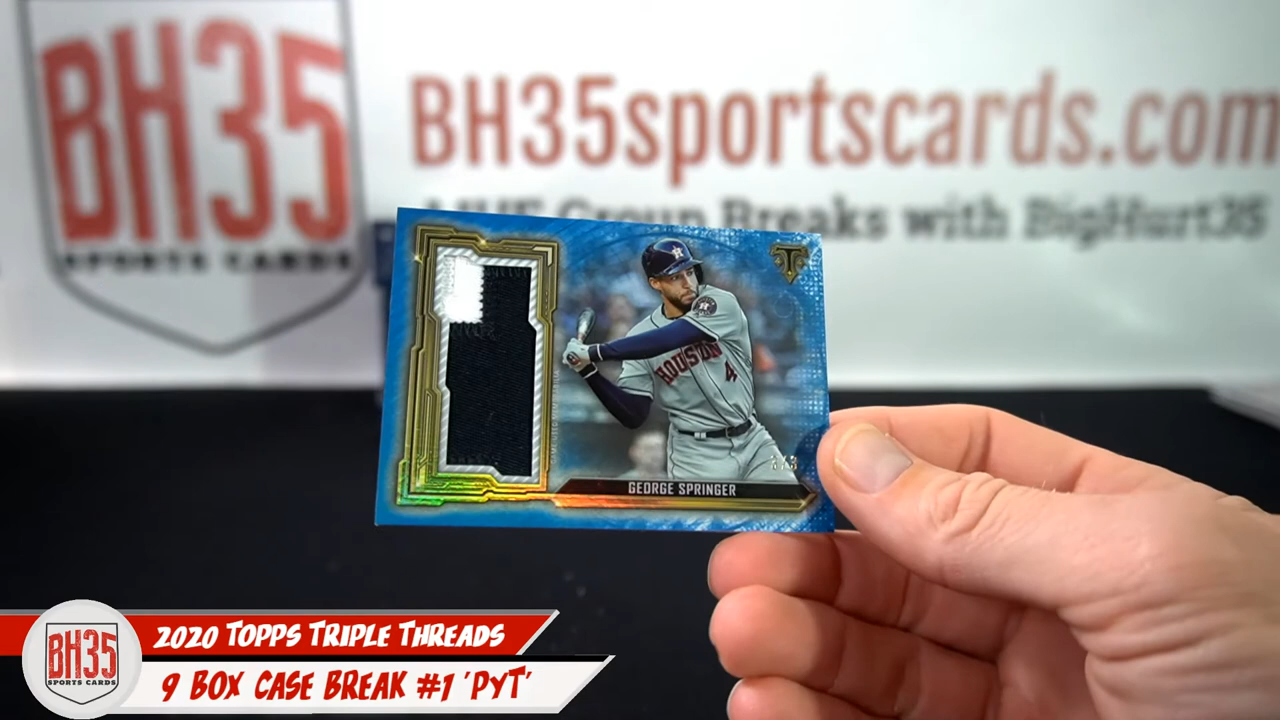 BH35
SPORTS CARDS
BH35sportscards.com
LIVE Group Breaks with BigHurt35
HOUSTON
4
GEORGE SPRINGER
BH35
SPORTS CARDS
2020 TOPPS TRIPLE THREADS
9 BOX CASE BREAK #1 'PYT'